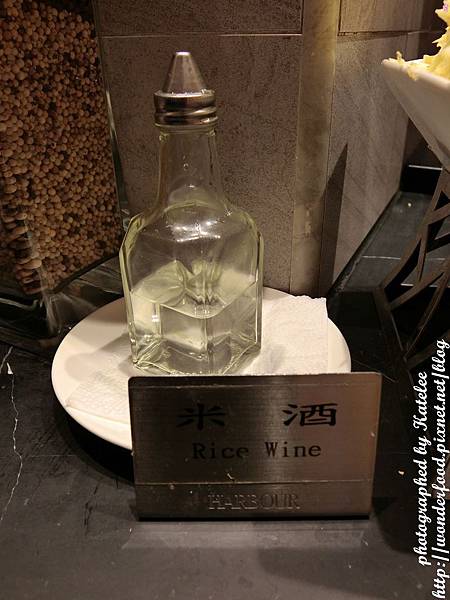 米 酒
Rice Wine
HARBOUR
photographed by Katelee
http://wonderfood.pixnet.net/blog